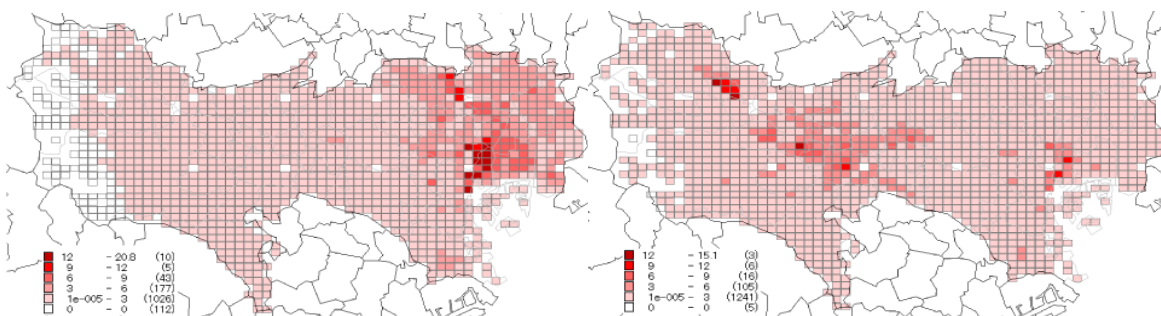 12 - 20.8 (10)
9 - 12 (5)
6 - 9 (43)
3 - 6 (177)
1e-005 - 3 (1026)
0 - 0 (112)
12 - 15.1 (3)
9 - 12 (6)
6 - 9 (16)
3 - 6 (105)
1e-005 - 3 (1241)
0 - 0 (5)